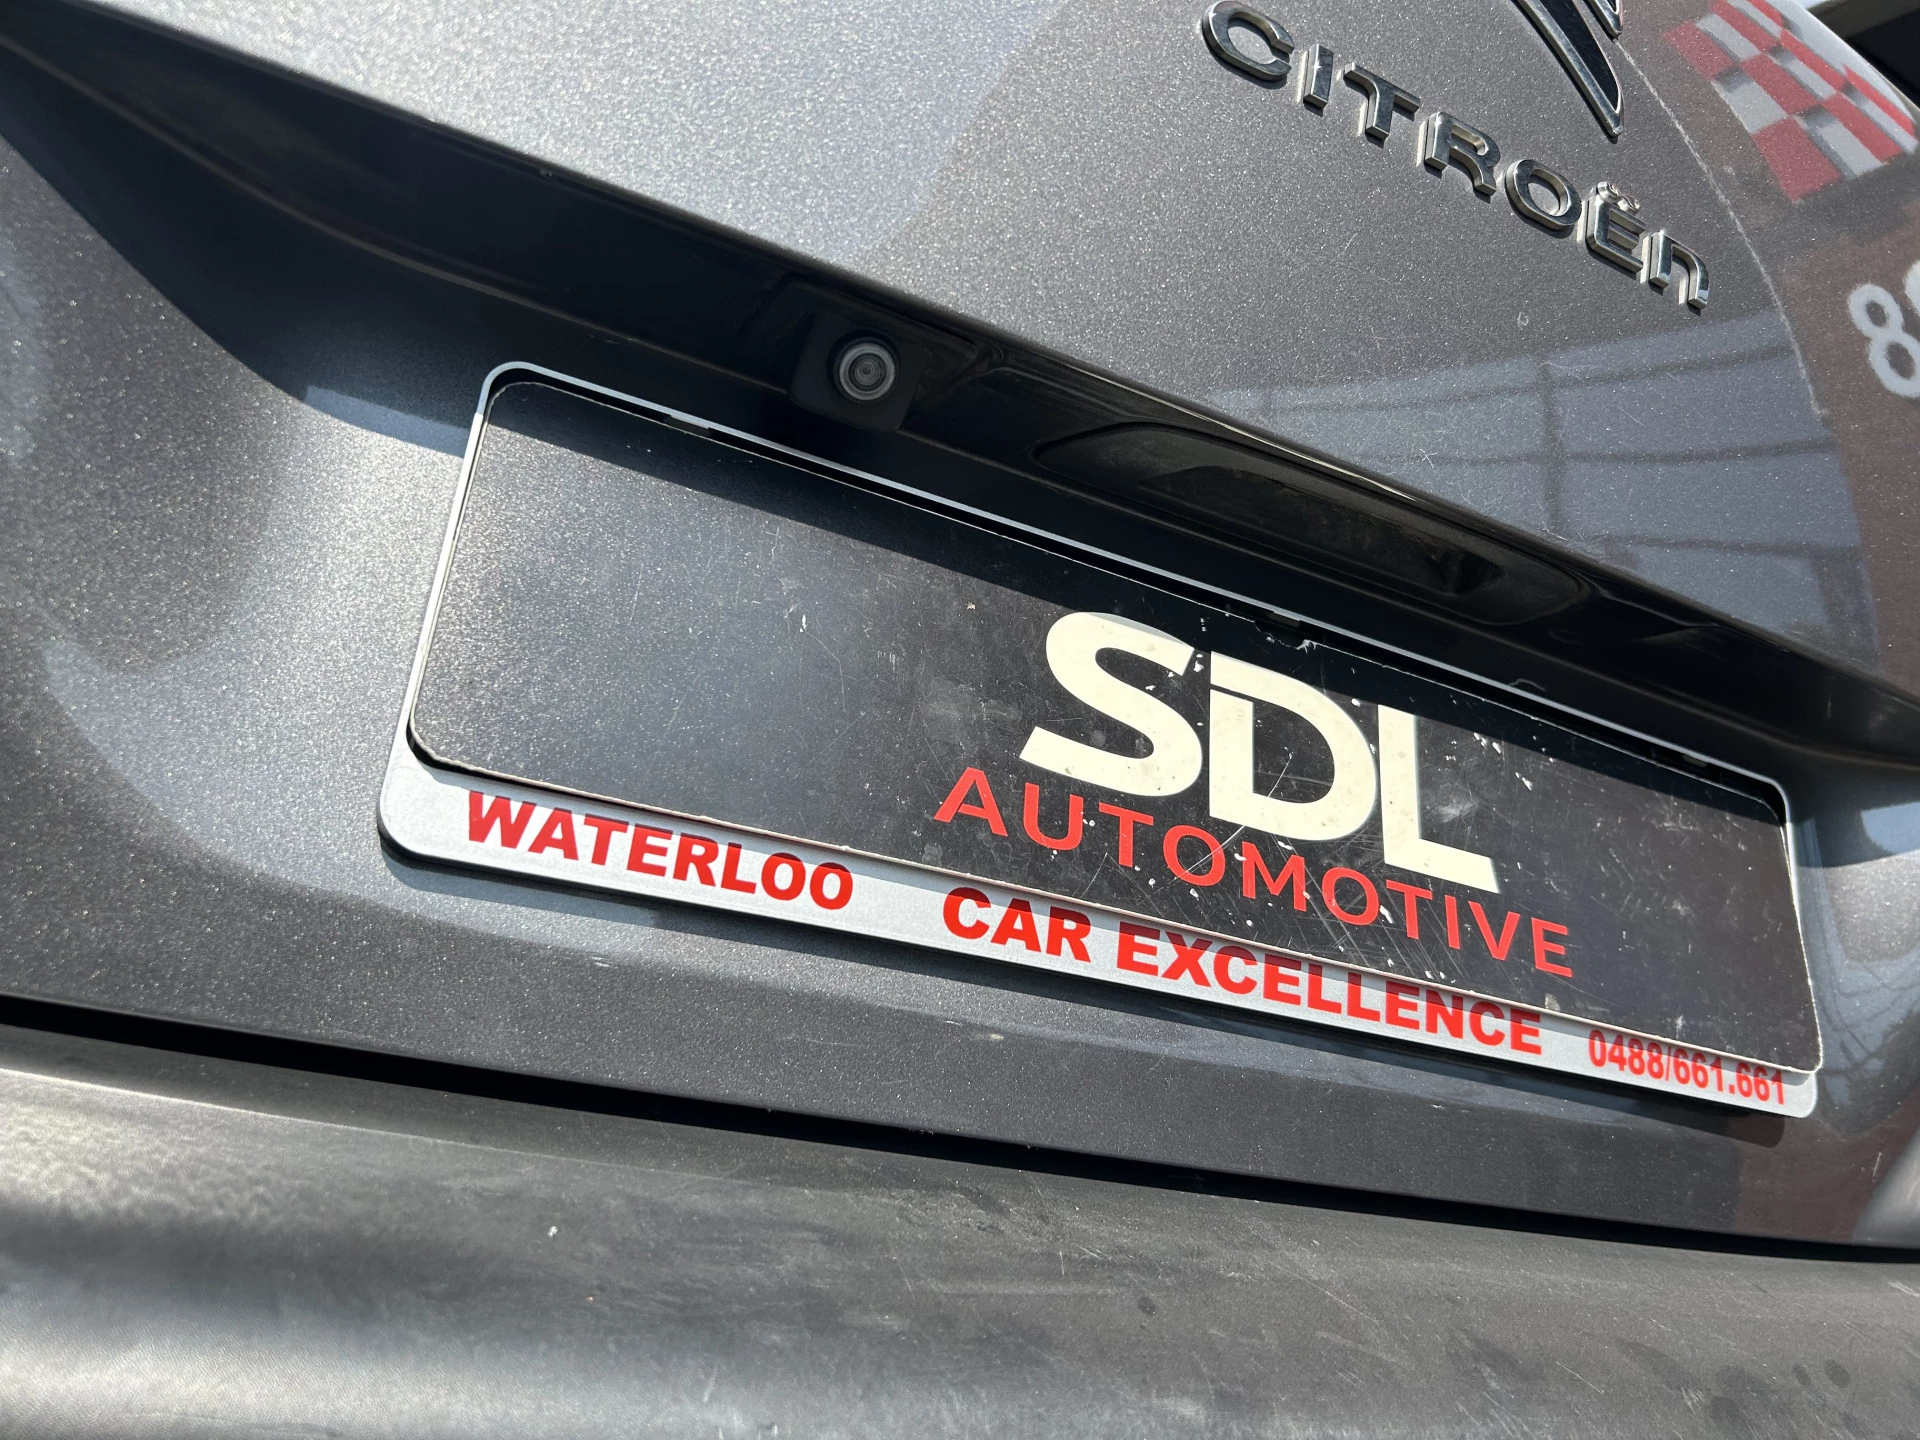 CITROËN
SDL
AUTOMOTIVE
WATERLOO CAR EXCELLENCE 0488/661.661